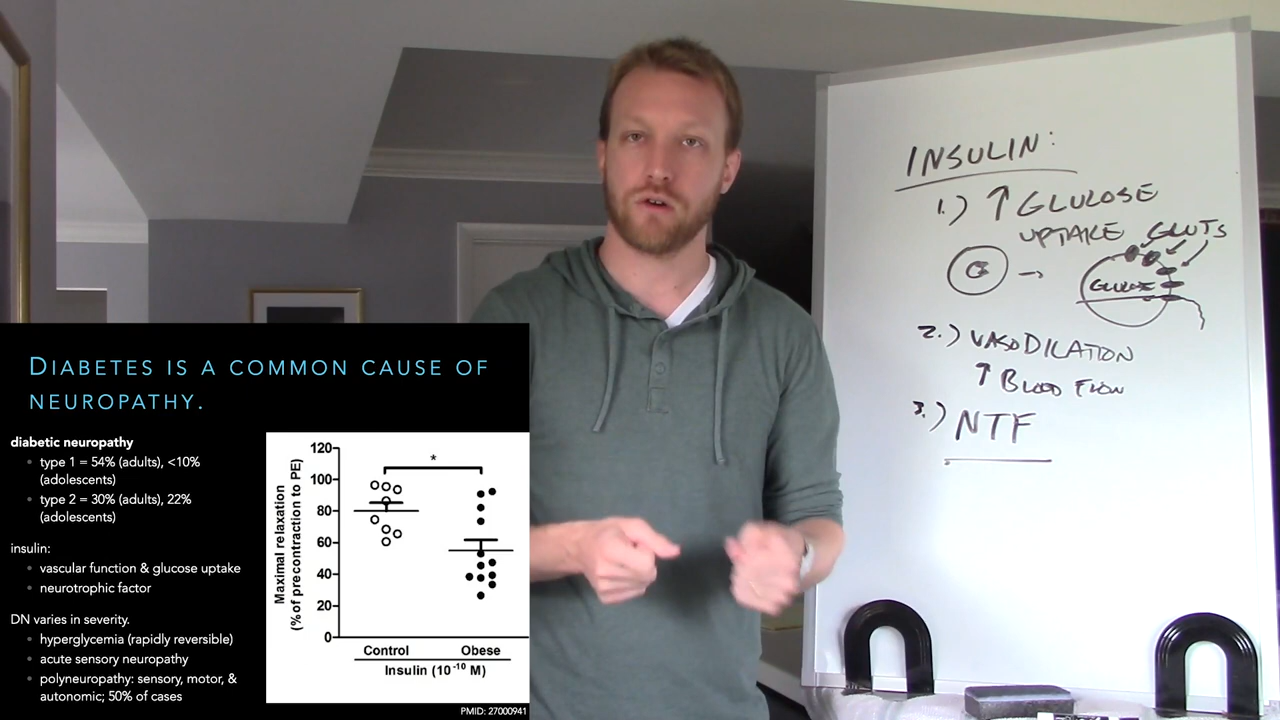 DIABETES IS A COMMON CAUSE OF
NEUROPATHY.
diabetic neuropathy
type 1 = 54% (adults), <10%
(adolescents)
type 2 = 30% (adults), 22%
(adolescents)
insulin:
vascular function & glucose uptake
neurotrophic factor
DN varies in severity.
hyperglycemia (rapidly reversible)
acute sensory neuropathy
polyneuropathy: sensory, motor, &
autonomic; 50% of cases
Maximal relaxation
(% of precontraction to PE)
120
100
80
60
40
20
0
*
Control Obese
Insulin (10⁻¹⁰ M)
PMID: 27000941
INSULIN:
1.) ↑ GLUCOSE
UPTAKE GLUTS
G → GLUCOSE
2.) VASODILATION
↑ BLOOD FLOW
3.) NTF